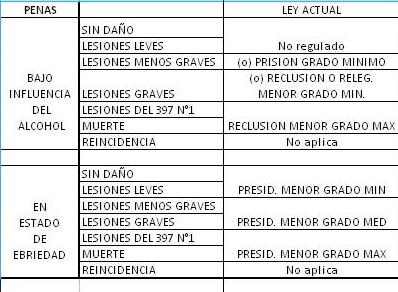 PENAS LEY ACTUAL
SIN DAÑO
LESIONES LEVES No regulado
LESIONES MENOS GRAVES (o) PRISION GRADO MINIMO
BAJO INFLUENCIA DEL ALCOHOL
(o) RECLUSION O RELEG.
LESIONES GRAVES MENOR GRADO MIN.
LESIONES DEL 397 N°1
MUERTE RECLUSION MENOR GRADO MAX
REINCIDENCIA No aplica
EN ESTADO DE EBRIEDAD
SIN DAÑO
LESIONES LEVES PRESID. MENOR GRADO MIN
LESIONES MENOS GRAVES
LESIONES GRAVES PRESID. MENOR GRADO MED
LESIONES DEL 397 N°1
MUERTE PRESID. MENOR GRADO MAX
REINCIDENCIA No aplica